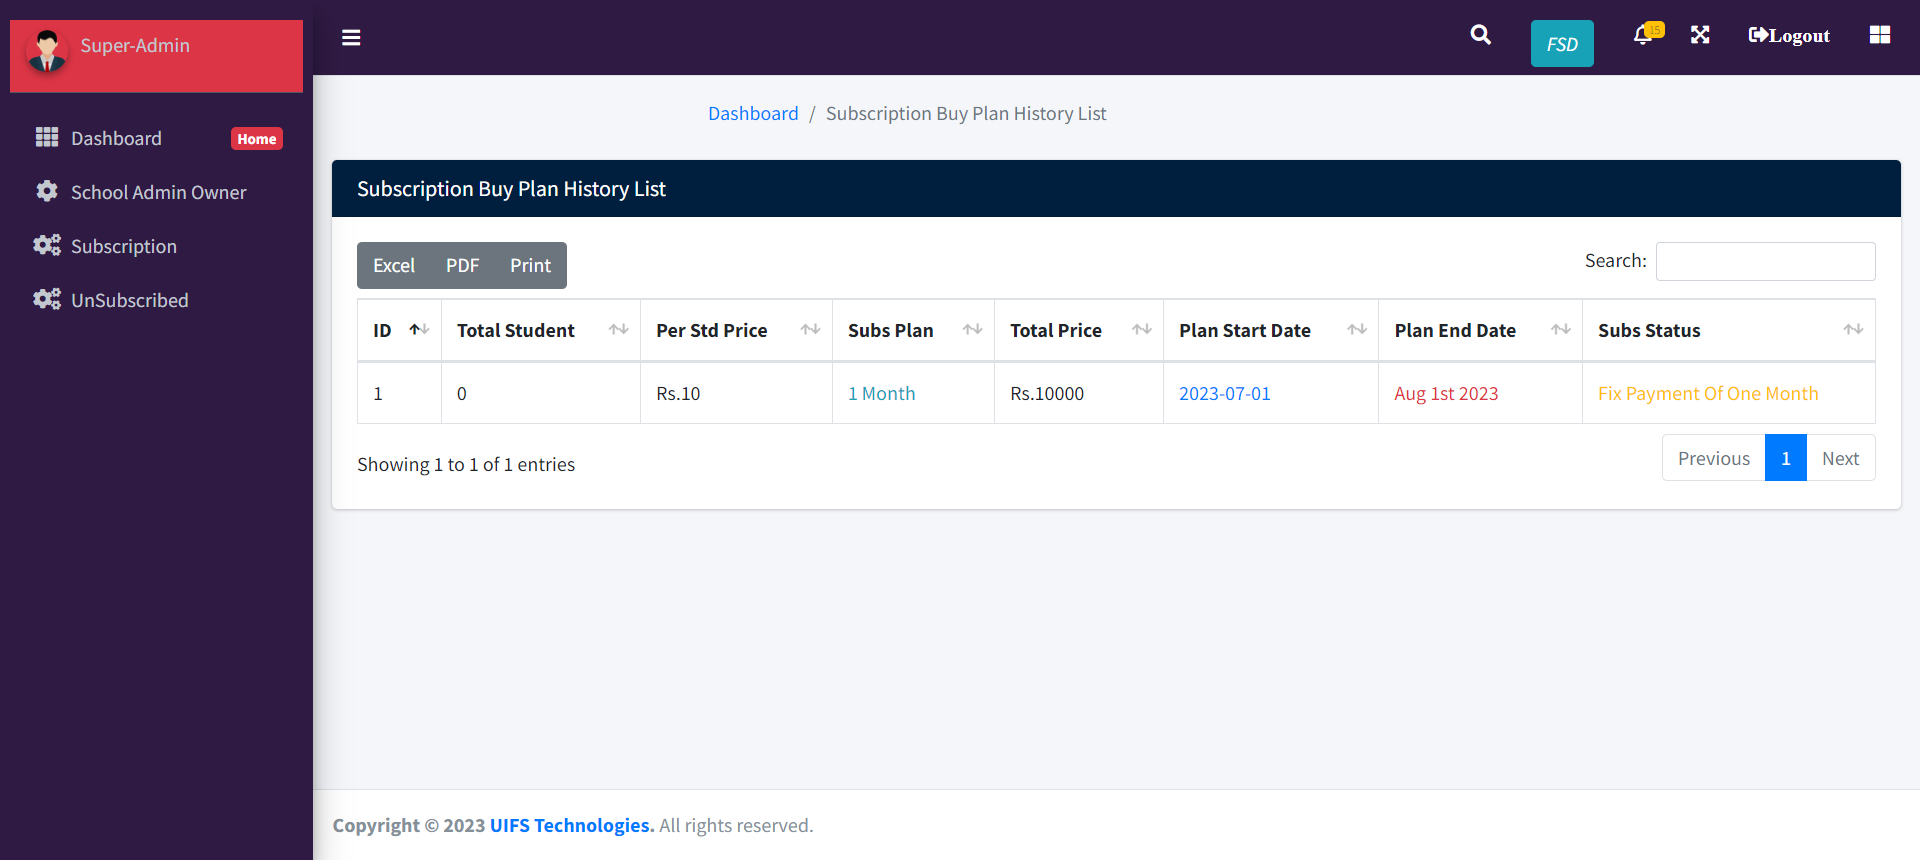 Super-Admin
FSD
15
Logout
Dashboard
Home
School Admin Owner
Subscription
UnSubscribed
Dashboard / Subscription Buy Plan History List
Subscription Buy Plan History List
Excel PDF Print
Search:
ID Total Student Per Std Price Subs Plan Total Price Plan Start Date Plan End Date Subs Status
1 0 Rs.10 1 Month Rs.10000 2023-07-01 Aug 1st 2023 Fix Payment Of One Month
Showing 1 to 1 of 1 entries
Previous 1 Next
Copyright © 2023 UIFS Technologies. All rights reserved.